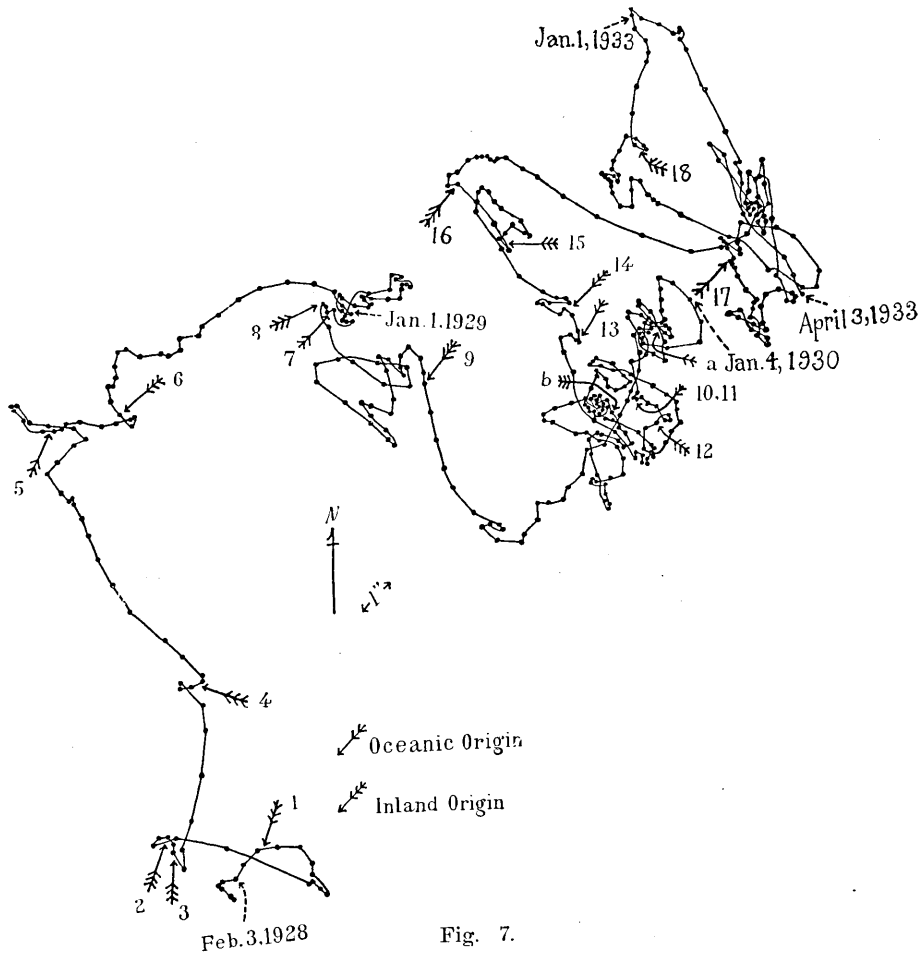 Jan.1,1933
18
16
15
14
17
April 3,1933
8
Jan.1.1929
7
13
a Jan.4,1930
9
6
b
10.11
12
5
N
1"
4
Oceanic Origin
1
Inland Origin
2
3
Feb.3,1928
Fig. 7.